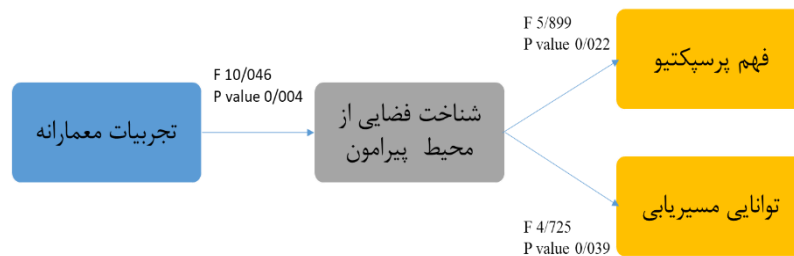 تجربیات معمارانه
F 10/046
P value 0/004
شناخت فضایی از
محیط پیرامون
F 5/899
P value 0/022
فهم پرسپکتیو
F 4/725
P value 0/039
توانایی مسیریابی